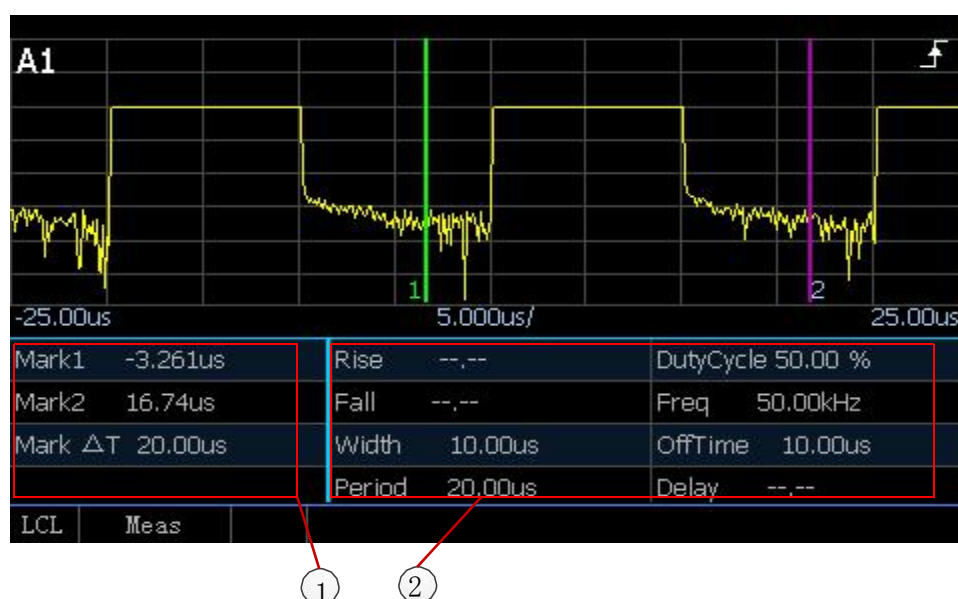 A1
1
2
-25.00us 5.000us/ 25.00us
Mark1 -3.261us Rise --.-- DutyCycle 50.00 %
Mark2 16.74us Fall --.-- Freq 50.00kHz
Mark △T 20.00us Width 10.00us OffTime 10.00us
Period 20.00us Delay --.--
LCL Meas
1 2